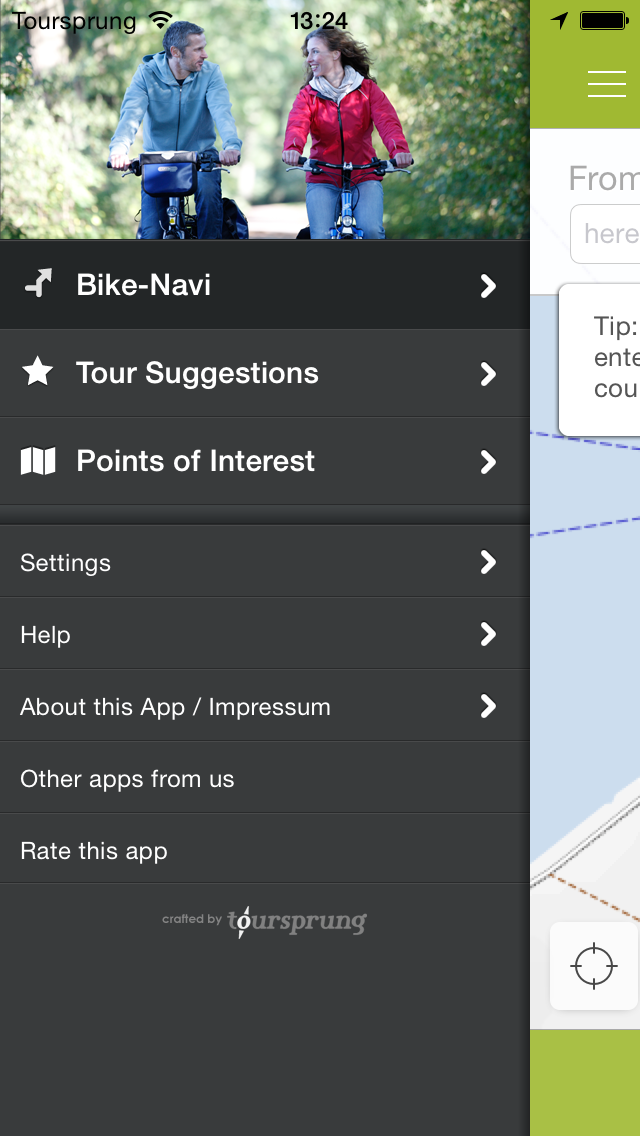 Toursprung 13:24
From
here
Bike-Navi
Tour Suggestions
Points of Interest
Tip:
ente
cou
Settings
Help
About this App / Impressum
Other apps from us
Rate this app
crafted by toursprung